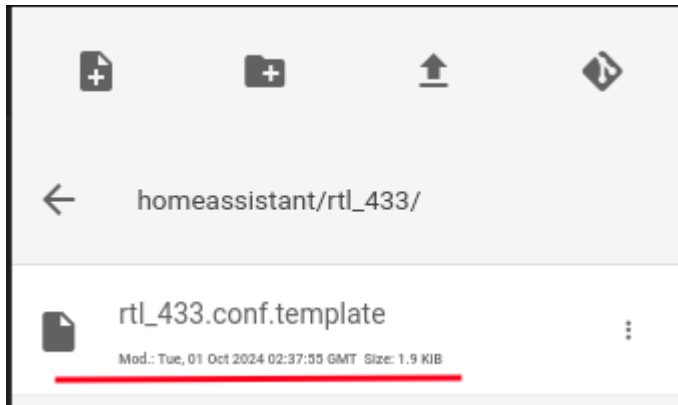 homeassistant/rtl_433/
rtl_433.conf.template
Mod.: Tue, 01 Oct 2024 02:37:55 GMT Size: 1.9 KiB